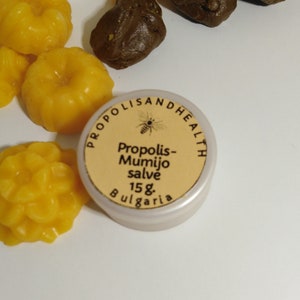 PROPOLISANDHEALTH
Propolis-
Mumijo
salve
15 g.
Bulgaria